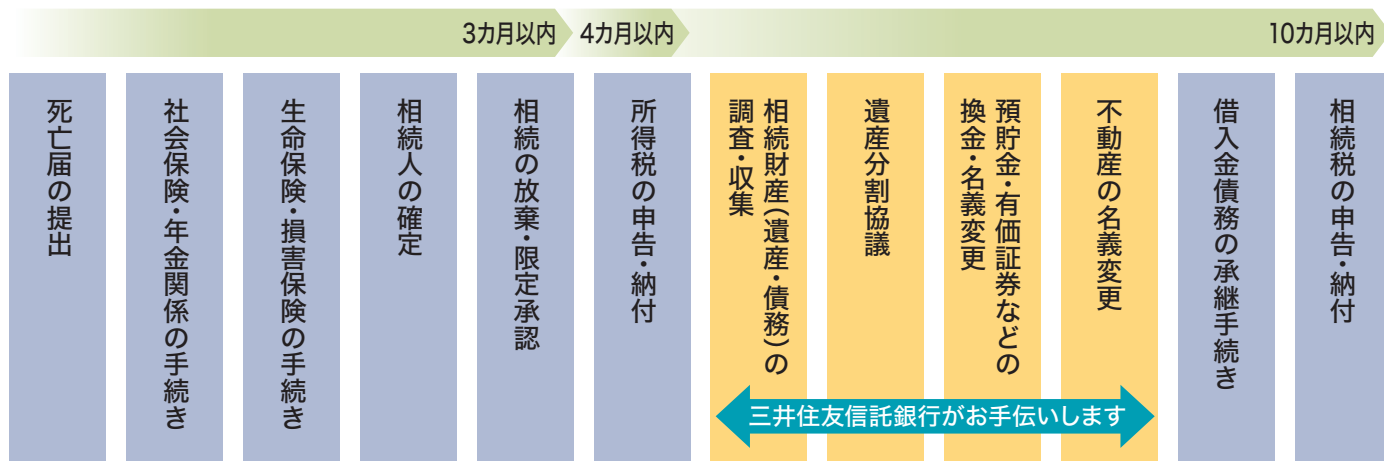 3カ月以内
4カ月以内
10カ月以内
死亡届の提出
社会保険・年金関係の手続き
生命保険・損害保険の手続き
相続人の確定
相続の放棄・限定承認
所得税の申告・納付
相続財産(遺産・債務)の
調査・収集
遺産分割協議
預貯金・有価証券などの
換金・名義変更
不動産の名義変更
借入金債務の承継手続き
相続税の申告・納付
三井住友信託銀行がお手伝いします